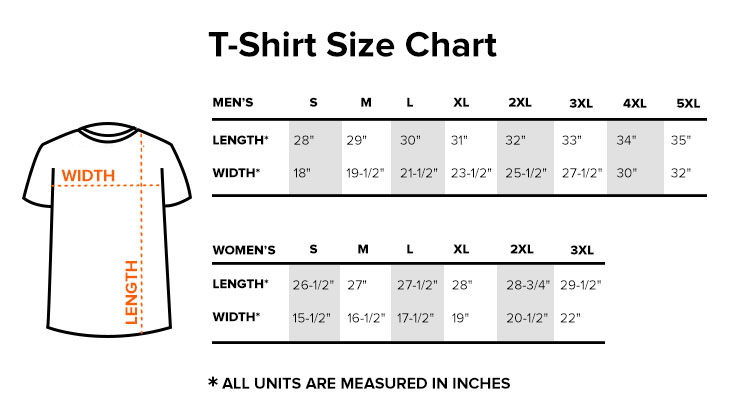 T-Shirt Size Chart
MEN'S S M L XL 2XL 3XL 4XL 5XL
LENGTH* 28" 29" 30" 31" 32" 33" 34" 35"
WIDTH* 18" 19-1/2" 21-1/2" 23-1/2" 25-1/2" 27-1/2" 30" 32"
WIDTH
LENGTH
WOMEN'S S M L XL 2XL 3XL
LENGTH* 26-1/2" 27" 27-1/2" 28" 28-3/4" 29-1/2"
WIDTH* 15-1/2" 16-1/2" 17-1/2" 19" 20-1/2" 22"
* ALL UNITS ARE MEASURED IN INCHES